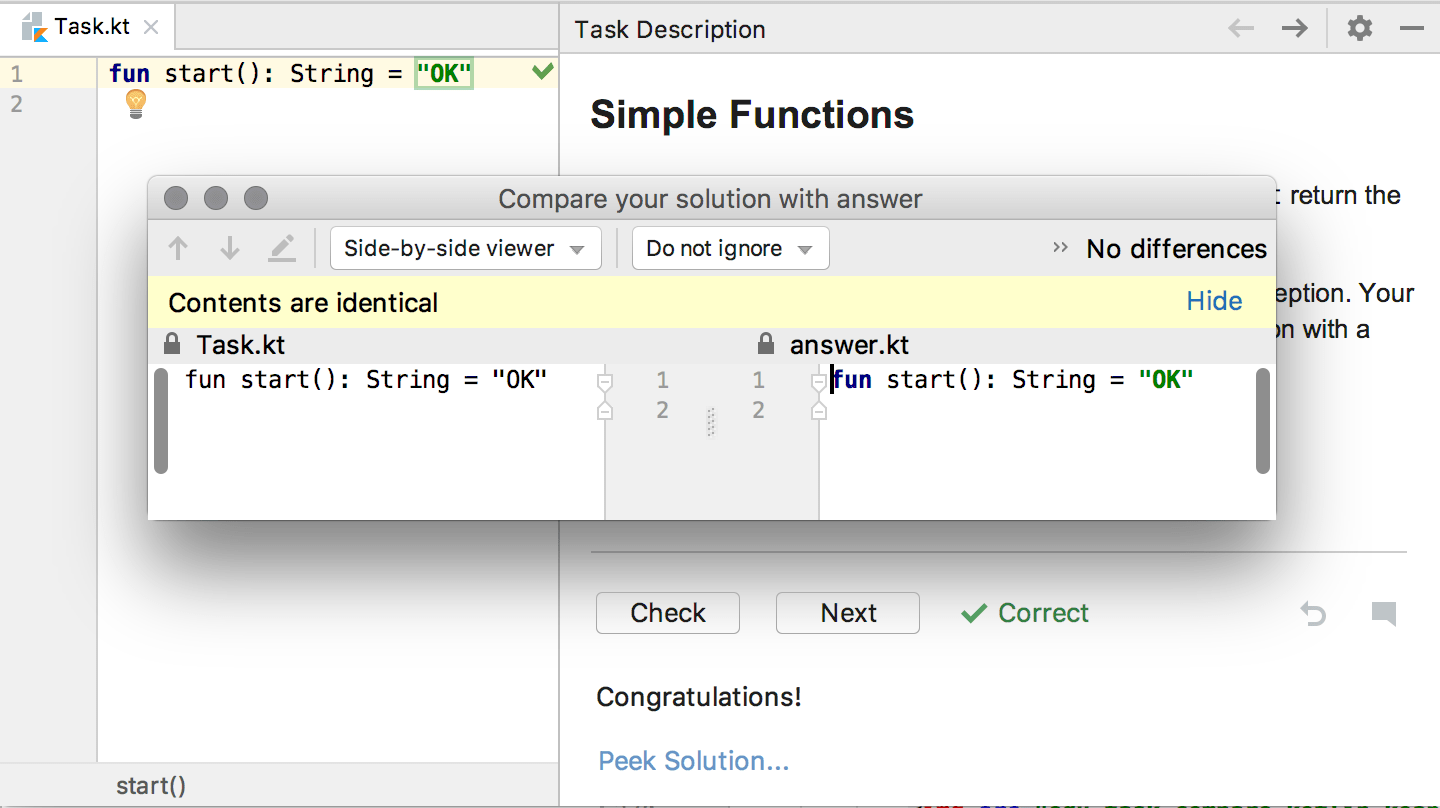 Task.kt
Task Description
1 fun start(): String = "OK"
2
Simple Functions
return the
Compare your solution with answer
Side-by-side viewer Do not ignore No differences
Contents are identical Hide
Your
with a
Task.kt answer.kt
fun start(): String = "OK" 1 1 fun start(): String = "OK"
2 2
Check Next Correct
Congratulations!
Peek Solution...
start()